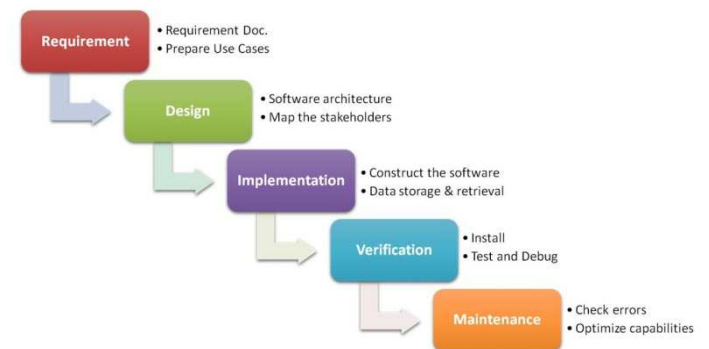 Requirement
• Requirement Doc.
• Prepare Use Cases
Design
• Software architecture
• Map the stakeholders
Implementation
• Construct the software
• Data storage & retrieval
Verification
• Install
• Test and Debug
Maintenance
• Check errors
• Optimize capabilities